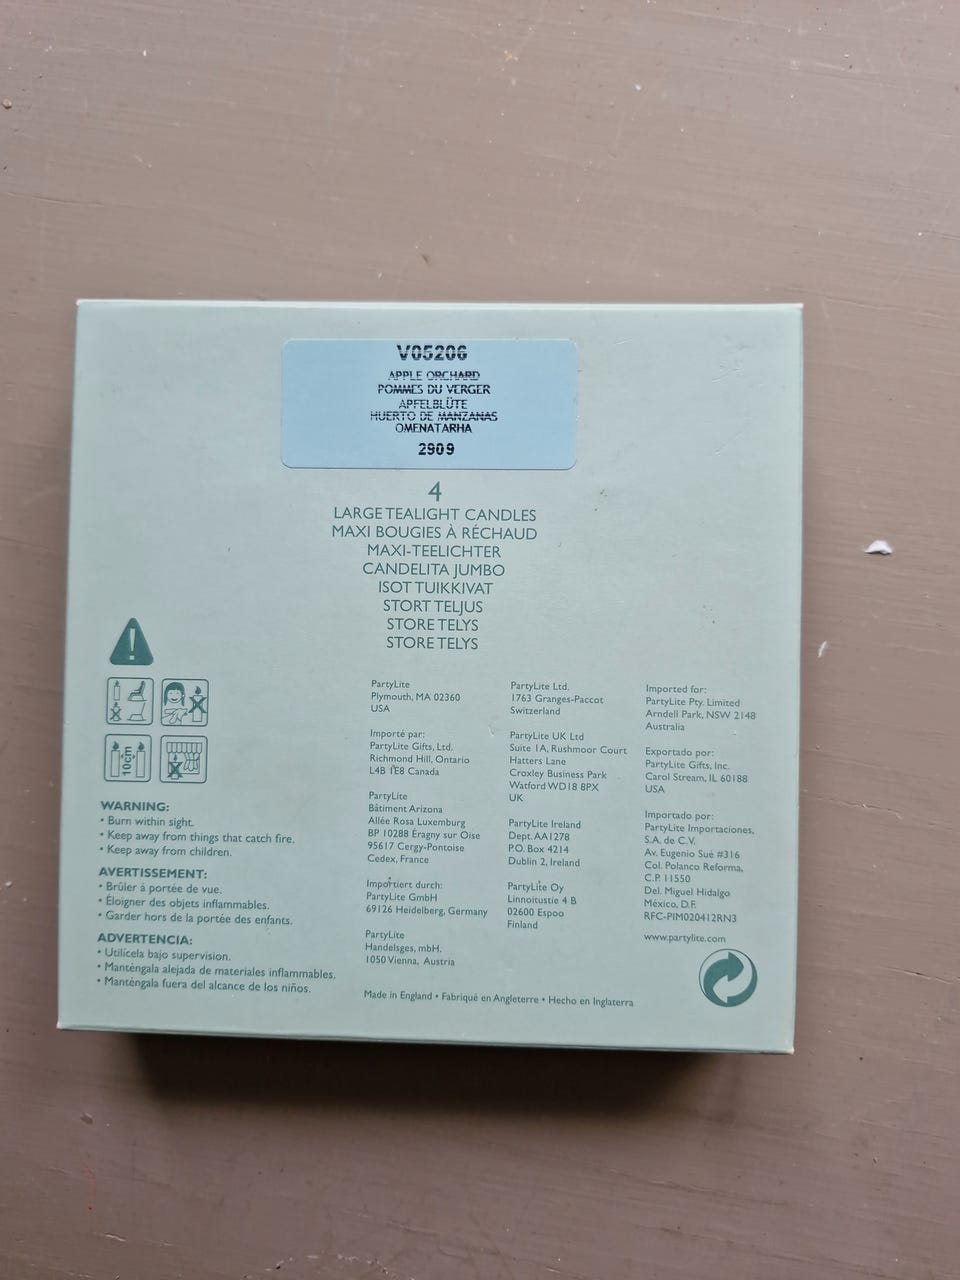 V05206
APPLE ORCHARD
POMMES DU VERGER
APFELBLÜTE
HUERTO DE MANZANAS
OMENATARHA
2909
4
LARGE TEALIGHT CANDLES
MAXI BOUGIES À RÉCHAUD
MAXI-TEELICHTER
CANDELITA JUMBO
ISOT TUIKKIVAT
STORT TELJUS
STORE TELYS
STORE TELYS
10cm
WARNING:
• Burn within sight.
• Keep away from things that catch fire.
• Keep away from children.
AVERTISSEMENT:
• Brûler à portée de vue.
• Éloigner des objets inflammables.
• Garder hors de la portée des enfants.
ADVERTENCIA:
• Utilícela bajo supervision.
• Manténgala alejada de materiales inflammables.
• Manténgala fuera del alcance de los niños.
PartyLite
Plymouth, MA 02360
USA
Importé par:
PartyLite Gifts, Ltd.
Richmond Hill, Ontario
L4B 1E8 Canada
PartyLite
Bâtiment Arizona
Allée Rosa Luxemburg
BP 10288 Éragny sur Oise
95617 Cergy-Pontoise
Cedex, France
Importiert durch:
PartyLite GmbH
69126 Heidelberg, Germany
PartyLite
Handelsges, mbH.
1050 Vienna, Austria
PartyLite Ltd.
1763 Granges-Paccot
Switzerland
PartyLite UK Ltd
Suite 1A, Rushmoor Court
Hatters Lane
Croxley Business Park
Watford WD18 8PX
UK
PartyLite Ireland
Dept. AA1278
P.O. Box 4214
Dublin 2, Ireland
PartyLite Oy
Linnoitustie 4 B
02600 Espoo
Finland
Imported for:
PartyLite Pty. Limited
Arndell Park, NSW 2148
Australia
Exportado por:
PartyLite Gifts, Inc.
Carol Stream, IL 60188
USA
Importado por:
PartyLite Importaciones,
S.A. de C.V.
Av. Eugenio Sué #316
Col. Polanco Reforma,
C.P. 11550
Del. Miguel Hidalgo
México, D.F.
RFC-PIM020412RN3
www.partylite.com
Made in England • Fabriqué en Angleterre • Hecho en Inglaterra